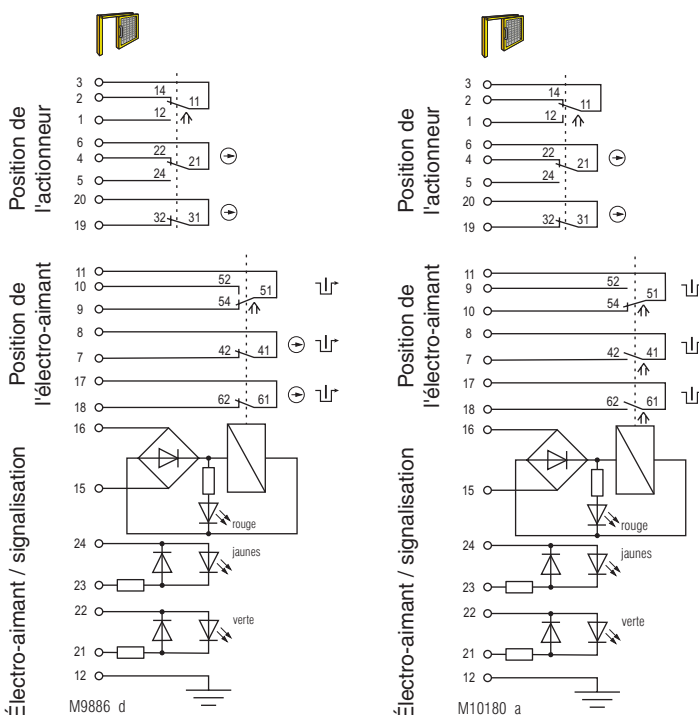 Position de
l'actionneur
3
2 14 11
1 12
6
4 22 21
5 24
20
19 32 31
Position de
l'électro-aimant
11
10 52 51
9 54
8
7 42 41
17
18 62 61
Électro-aimant / signalisation
16
15
rouge
24
jaunes
23
22
verte
21
12
M9886_d
Position de
l'actionneur
3
2 14 11
1 12
6
4 22 21
5 24
20
19 32 31
Position de
l'électro-aimant
11
9 52 51
10 54
8
7 42 41
17
18 62 61
Électro-aimant / signalisation
16
15
rouge
24
jaunes
23
22
verte
21
12
M10180_a